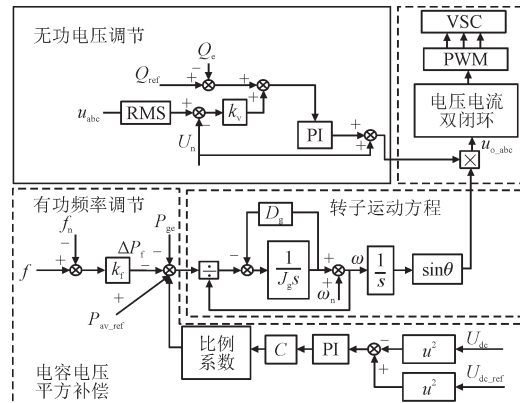 无功电压调节
Q_e
Q_ref
u_abc
RMS
k_v
U_n
PI
VSC
PWM
电压电流
双闭环
u_o_abc
×
有功频率调节
f_n
f
k_f
ΔP_f
P_ge
P_av_ref
÷
转子运动方程
D_g
1/(J_g s)
ω
ω_n
1/s
sinθ
电容电压
平方补偿
比例
系数
C
PI
u²
U_dc
u²
U_dc_ref